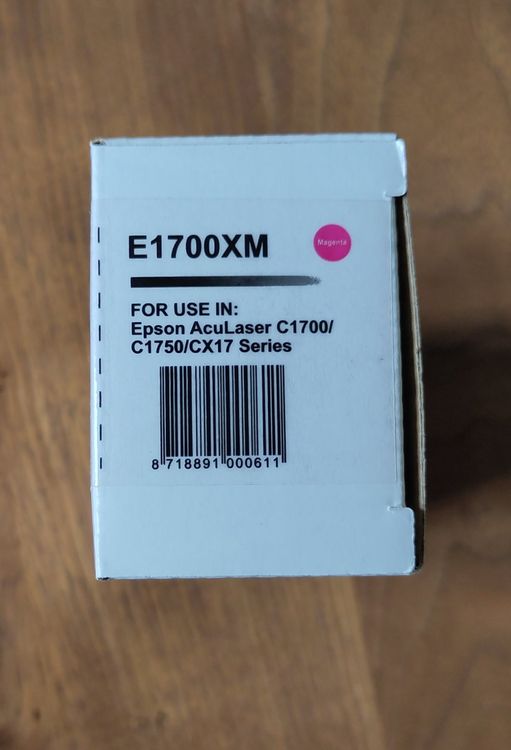 E1700XM
Magenta
FOR USE IN:
Epson AcuLaser C1700/
C1750/CX17 Series
8 718891 000611